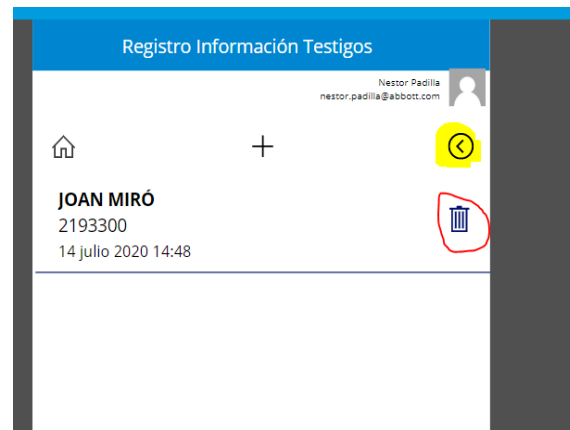 Registro Información Testigos
Nestor Padilla
nestor.padilla@abbott.com
JOAN MIRÓ
2193300
14 julio 2020 14:48